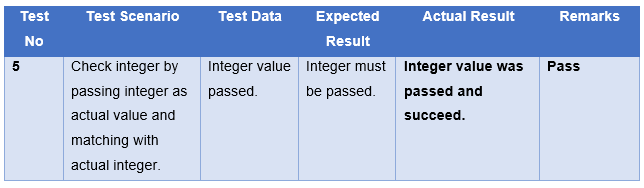 Test Test Scenario Test Data Expected Actual Result Remarks
No Result
5 Check integer by Integer value Integer must Integer value was Pass
passing integer as passed. be passed. passed and
actual value and succeed.
matching with
actual integer.